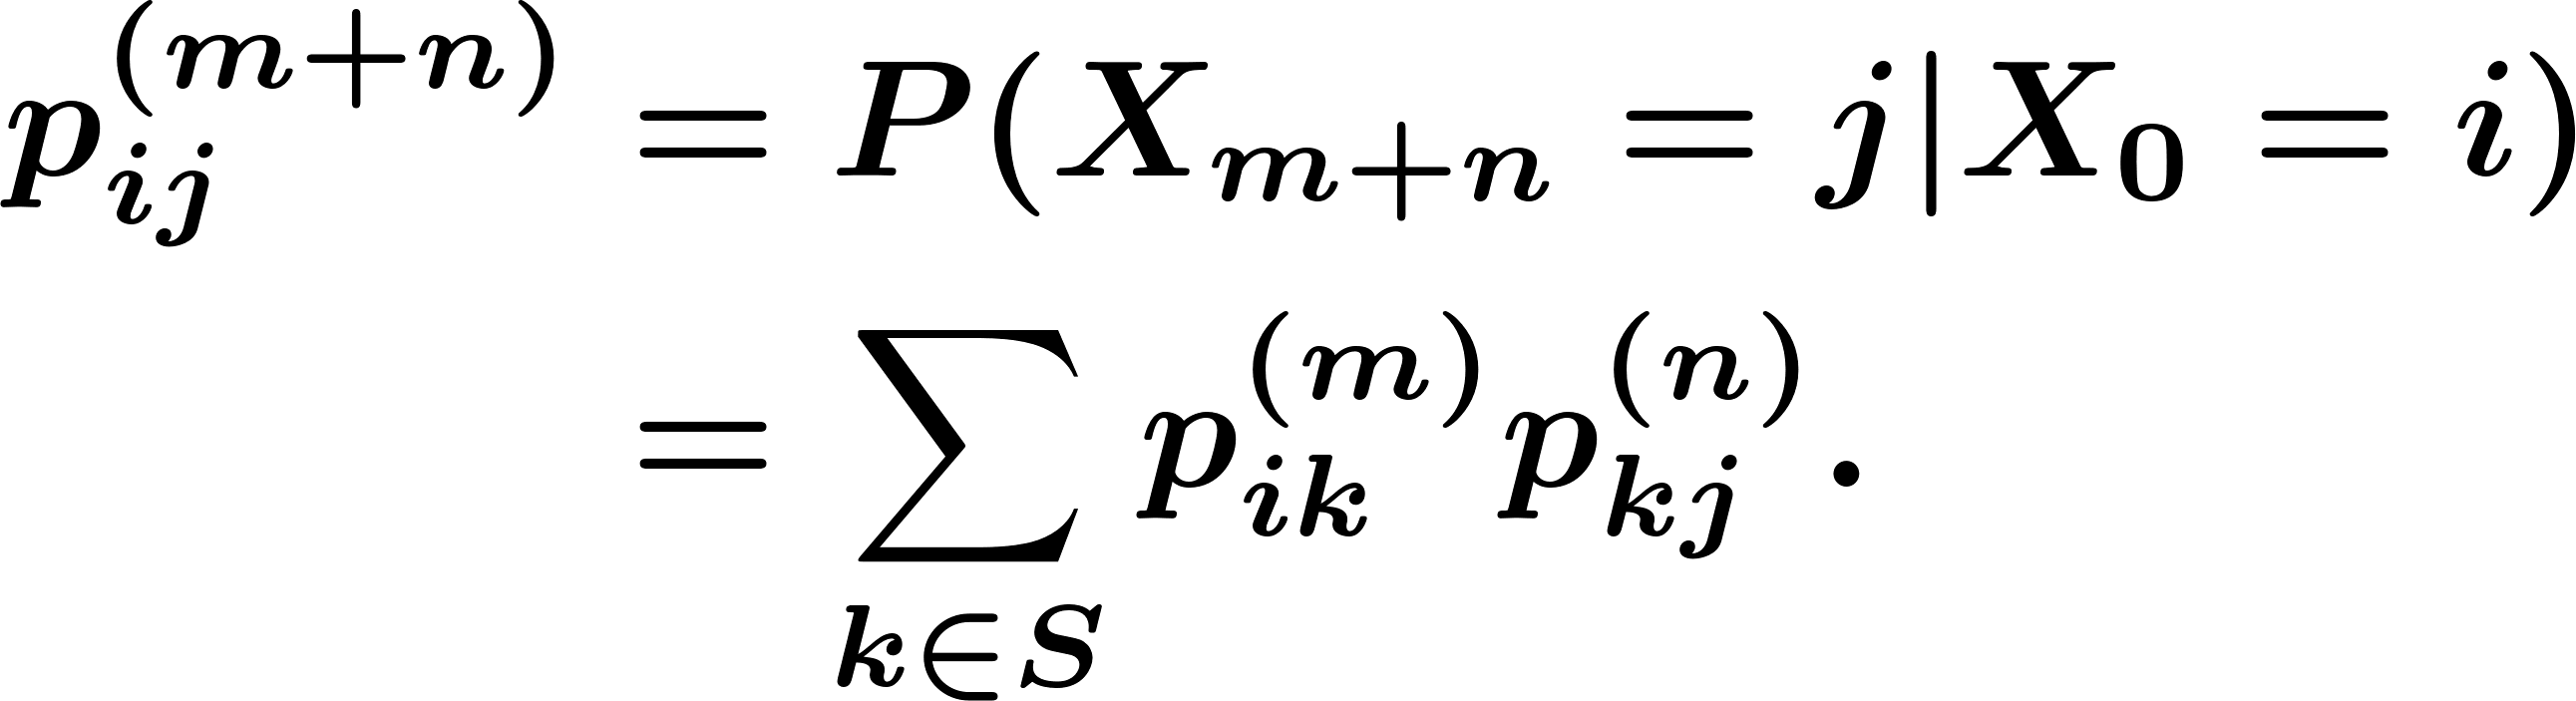 $p_{ij}^{(m+n)} = P(X_{m+n} = j | X_0 = i)$
$= \sum_{k \in S} p_{ik}^{(m)} p_{kj}^{(n)}.$